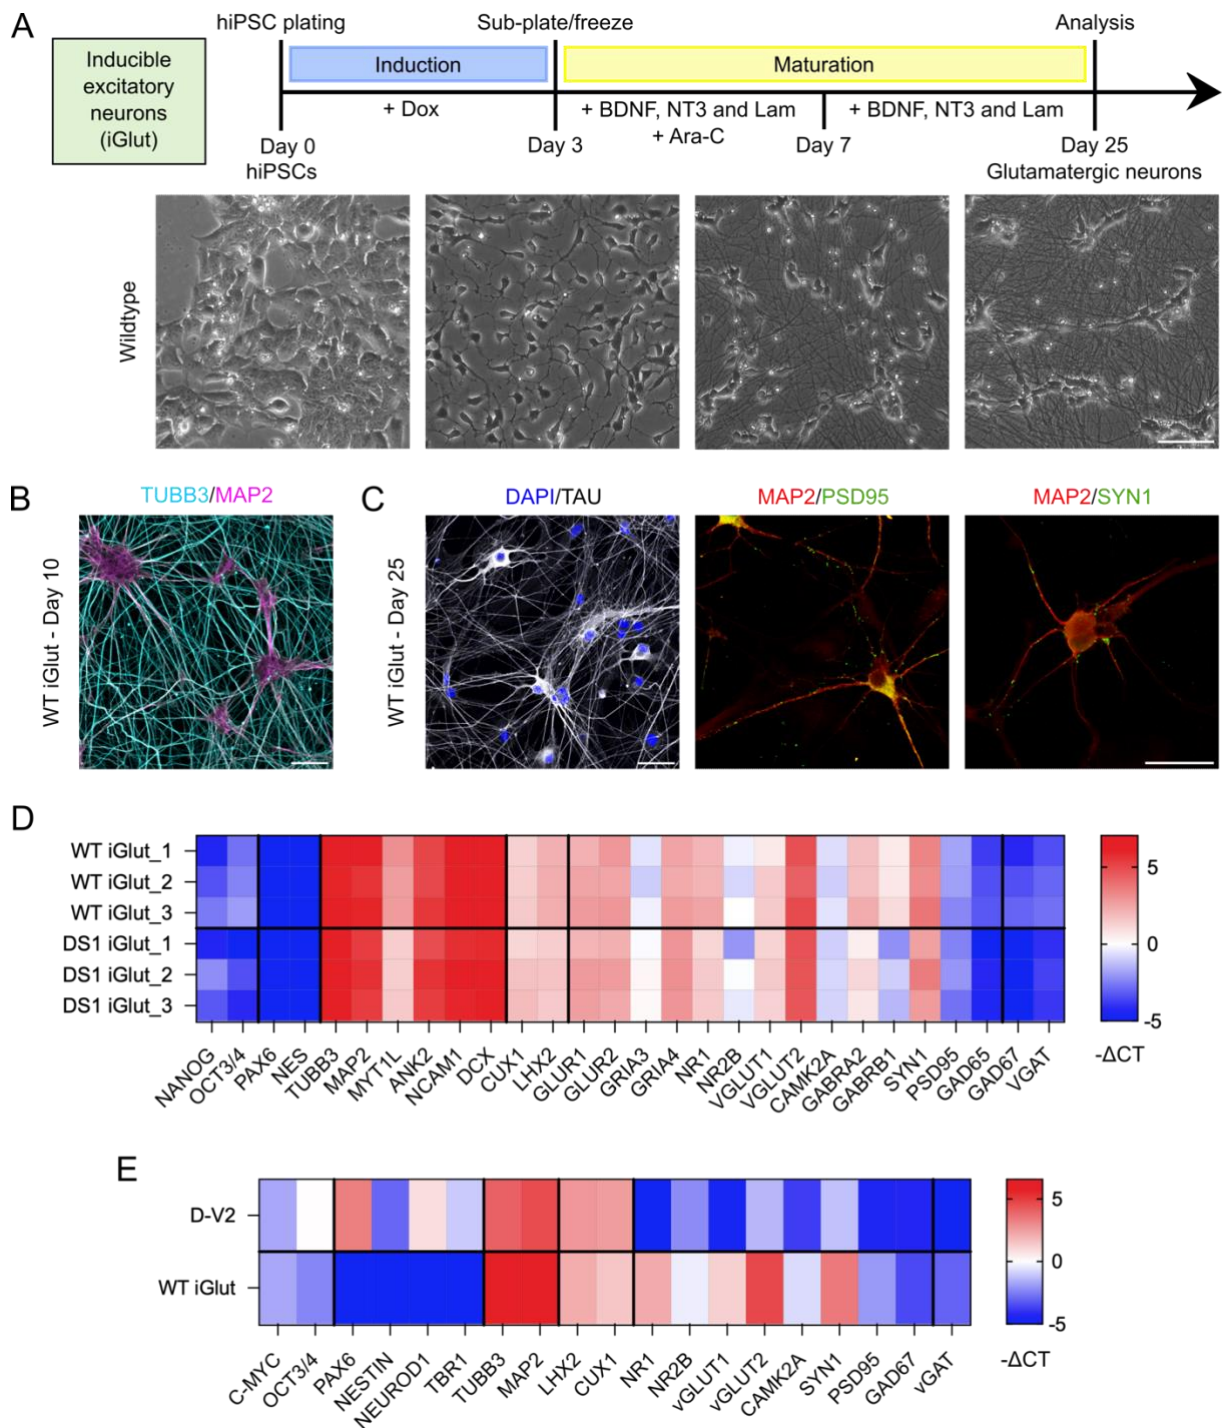 A
hiPSC plating
Sub-plate/freeze
Analysis
Inducible
excitatory
neurons
(iGlut)
Induction
Maturation
+ Dox
+ BDNF, NT3 and Lam
+ Ara-C
+ BDNF, NT3 and Lam
Day 0
hiPSCs
Day 3
Day 7
Day 25
Glutamatergic neurons
Wildtype
B
TUBB3/MAP2
WT iGlut - Day 10
C
DAPI/TAU
MAP2/PSD95
MAP2/SYN1
WT iGlut - Day 25
D
WT iGlut_1
WT iGlut_2
WT iGlut_3
DS1 iGlut_1
DS1 iGlut_2
DS1 iGlut_3
NANOG
OCT3/4
PAX6
NES
TUBB3
MAP2
MYT1L
ANK2
NCAM1
DCX
CUX1
LHX2
GLUR1
GLUR2
GRIA3
GRIA4
NR1
NR2B
VGLUT1
VGLUT2
CAMK2A
GABRA2
GABRB1
SYN1
PSD95
GAD65
GAD67
VGAT
5
0
-5
-ΔCT
E
D-V2
WT iGlut
C-MYC
OCT3/4
PAX6
NESTIN
NEUROD1
TBR1
TUBB3
MAP2
LHX2
CUX1
NR1
NR2B
vGLUT1
vGLUT2
CAMK2A
SYN1
PSD95
GAD67
vGAT
5
0
-5
-ΔCT